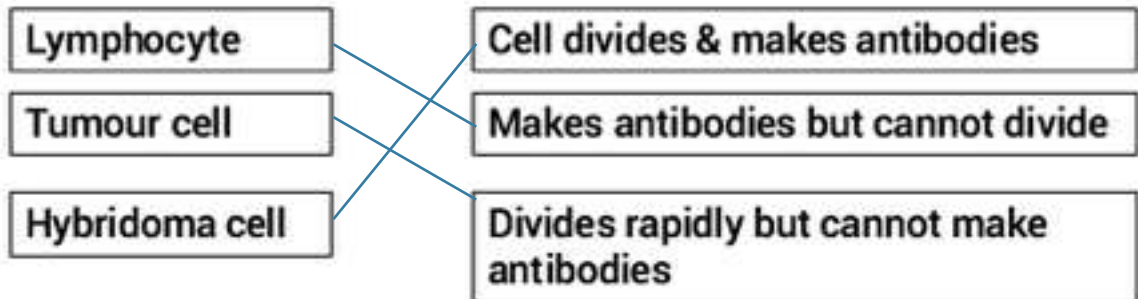 Lymphocyte
Cell divides & makes antibodies
Tumour cell
Makes antibodies but cannot divide
Hybridoma cell
Divides rapidly but cannot make
antibodies